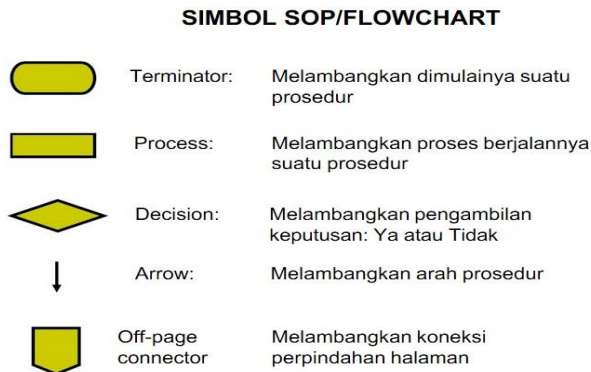 SIMBOL SOP/FLOWCHART
Terminator: Melambangkan dimulainya suatu
prosedur
Process: Melambangkan proses berjalannya
suatu prosedur
Decision: Melambangkan pengambilan
keputusan: Ya atau Tidak
Arrow: Melambangkan arah prosedur
Off-page Melambangkan koneksi
connector perpindahan halaman